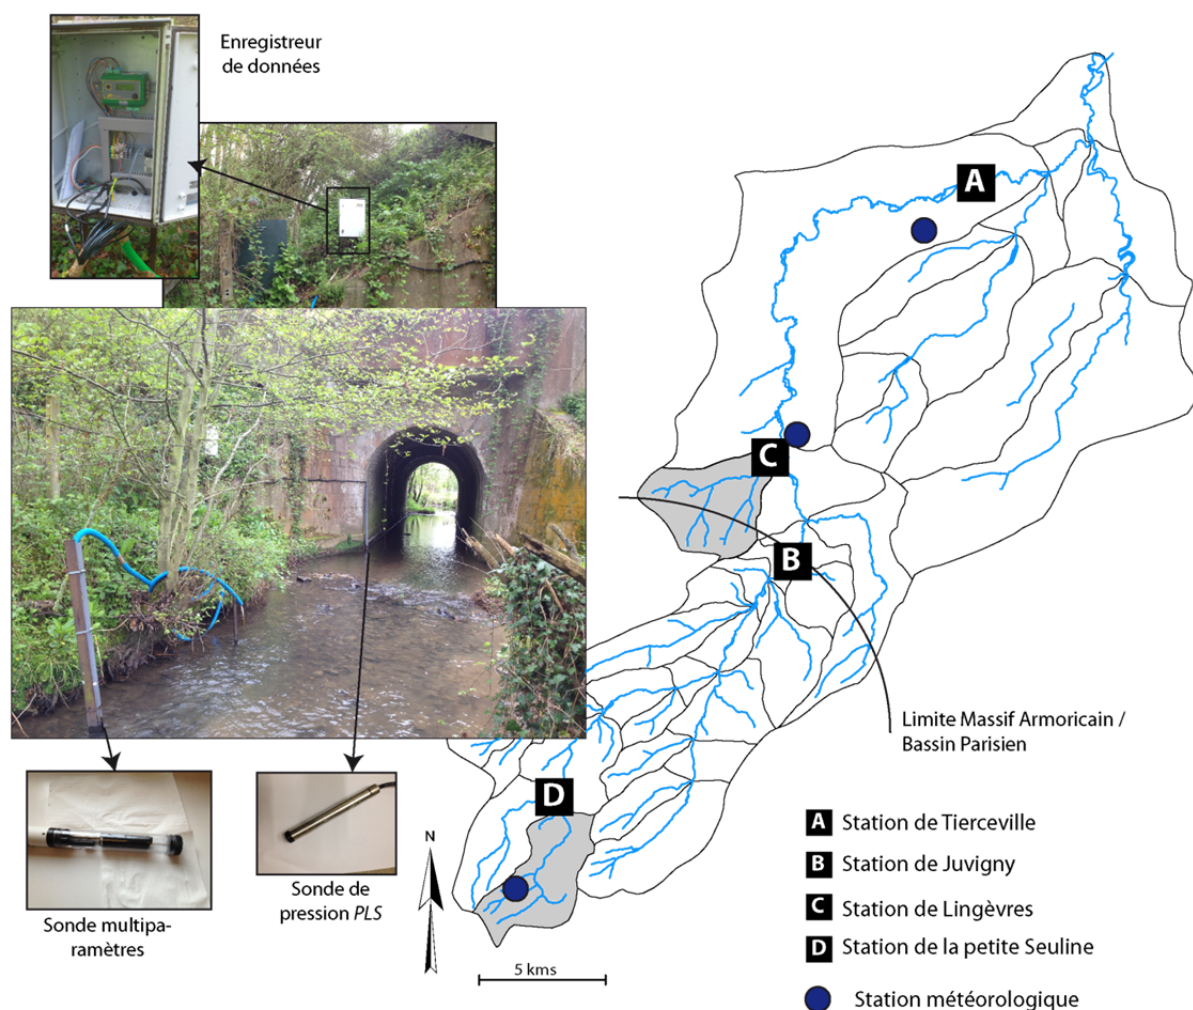 Enregistreur
de données
A
C
B
Limite Massif Armoricain /
Bassin Parisien
D
N
5 kms
Sonde multipa-
ramètres
Sonde de
pression PLS
A Station de Tierceville
B Station de Juvigny
C Station de Lingèvres
D Station de la petite Seuline
Station météorologique